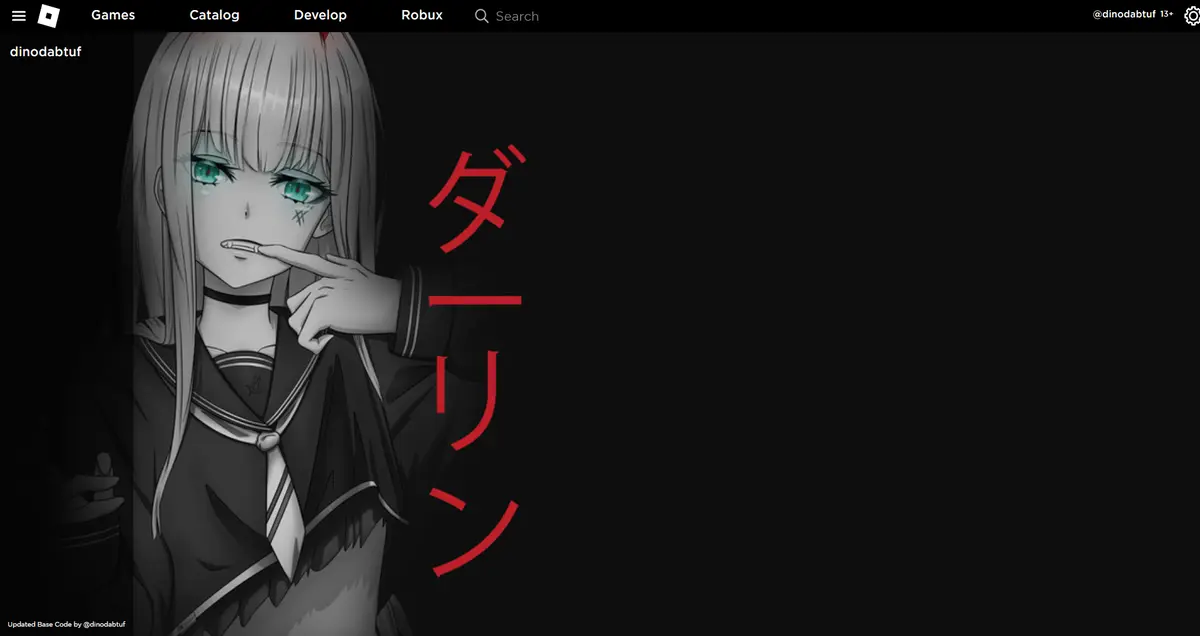 Games Catalog Develop Robux Search @dinodabtuf 13+
dinodabtuf
ダーリン
Updated Base Code by @dinodabtuf